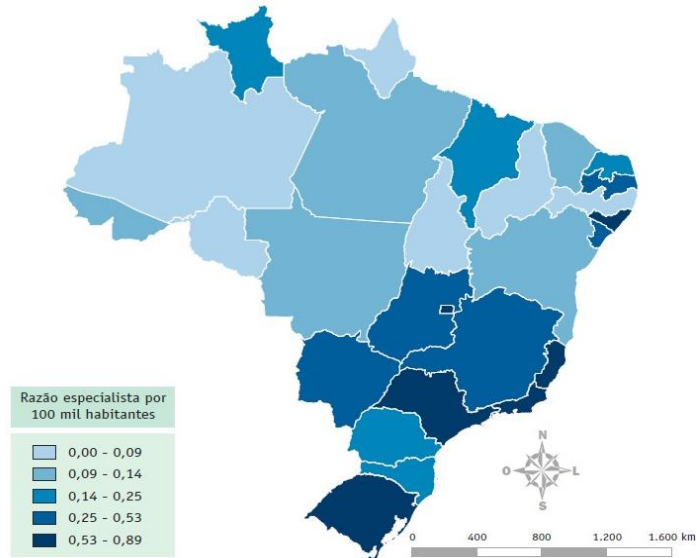 Razão especialista por
100 mil habitantes
0,00 - 0,09
0,09 - 0,14
0,14 - 0,25
0,25 - 0,53
0,53 - 0,89
N
O
L
S
0 400 800 1.200 1.600 km